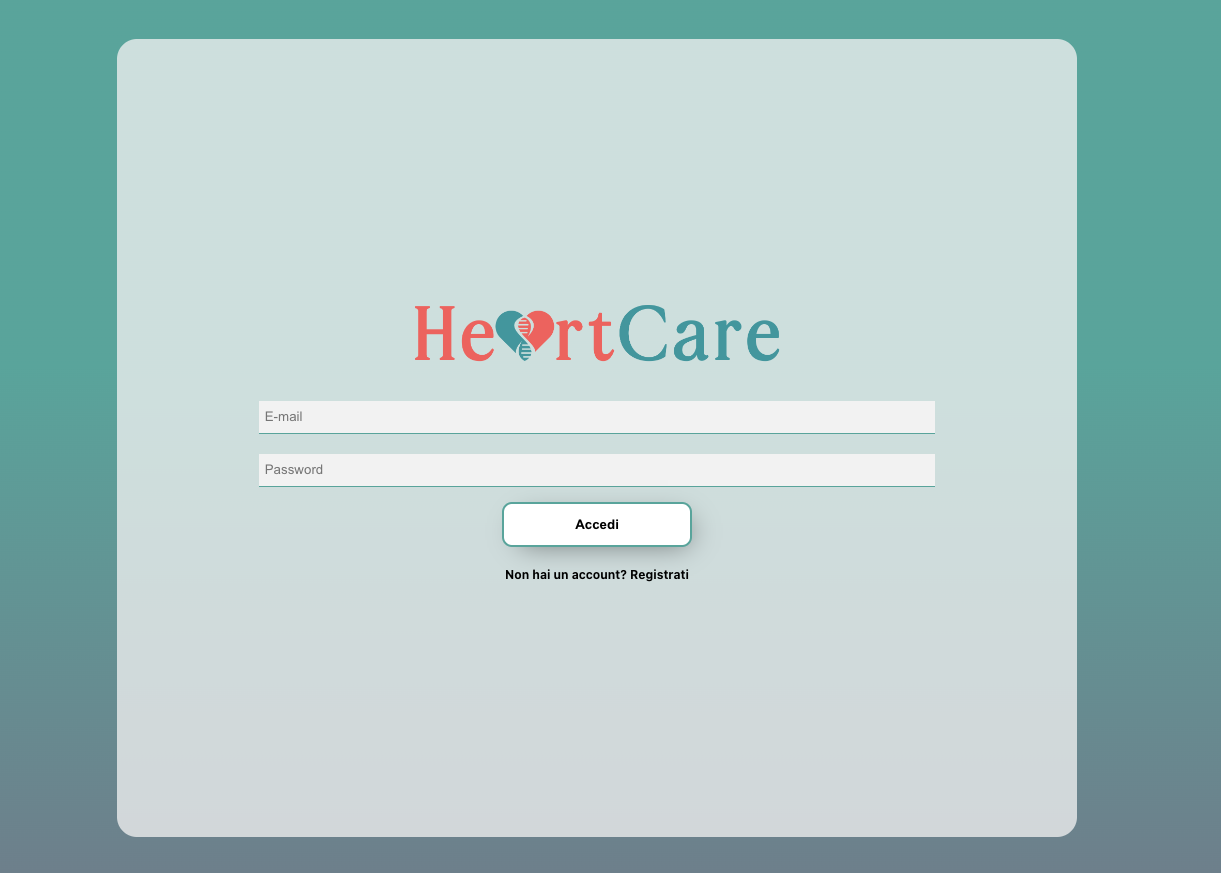 HeartCare
E-mail
Password
Accedi
Non hai un account? Registrati